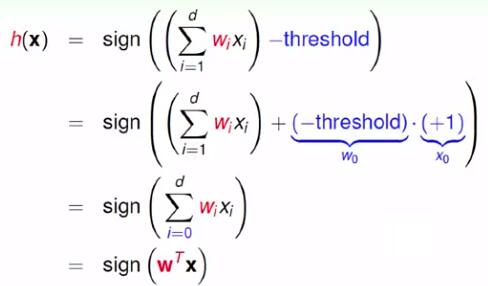 h(x) = sign((∑_{i=1}^{d} w_i x_i) −threshold)
= sign((∑_{i=1}^{d} w_i x_i) + (−threshold)_{w_0} · (+1)_{x_0})
= sign(∑_{i=0}^{d} w_i x_i)
= sign(w^T x)